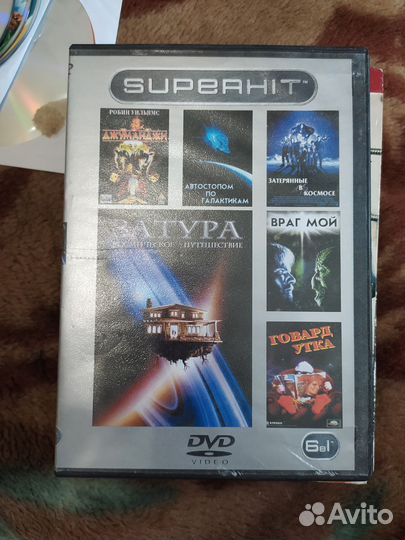 SUPERHIT
РОБИН УИЛЬЯМС
ДЖУМАНДЖИ
АВТОСТОПОМ ПО
ГАЛАКТИКАМ
ЗАТЕРЯННЫЕ
В
КОСМОСЕ
ЗАТУРА
КОСМИЧЕСКОЕ ПУТЕШЕСТВИЕ
ВРАГ МОЙ
ГОВАРД
УТКА
DVD
VIDEO
6в1
Avito